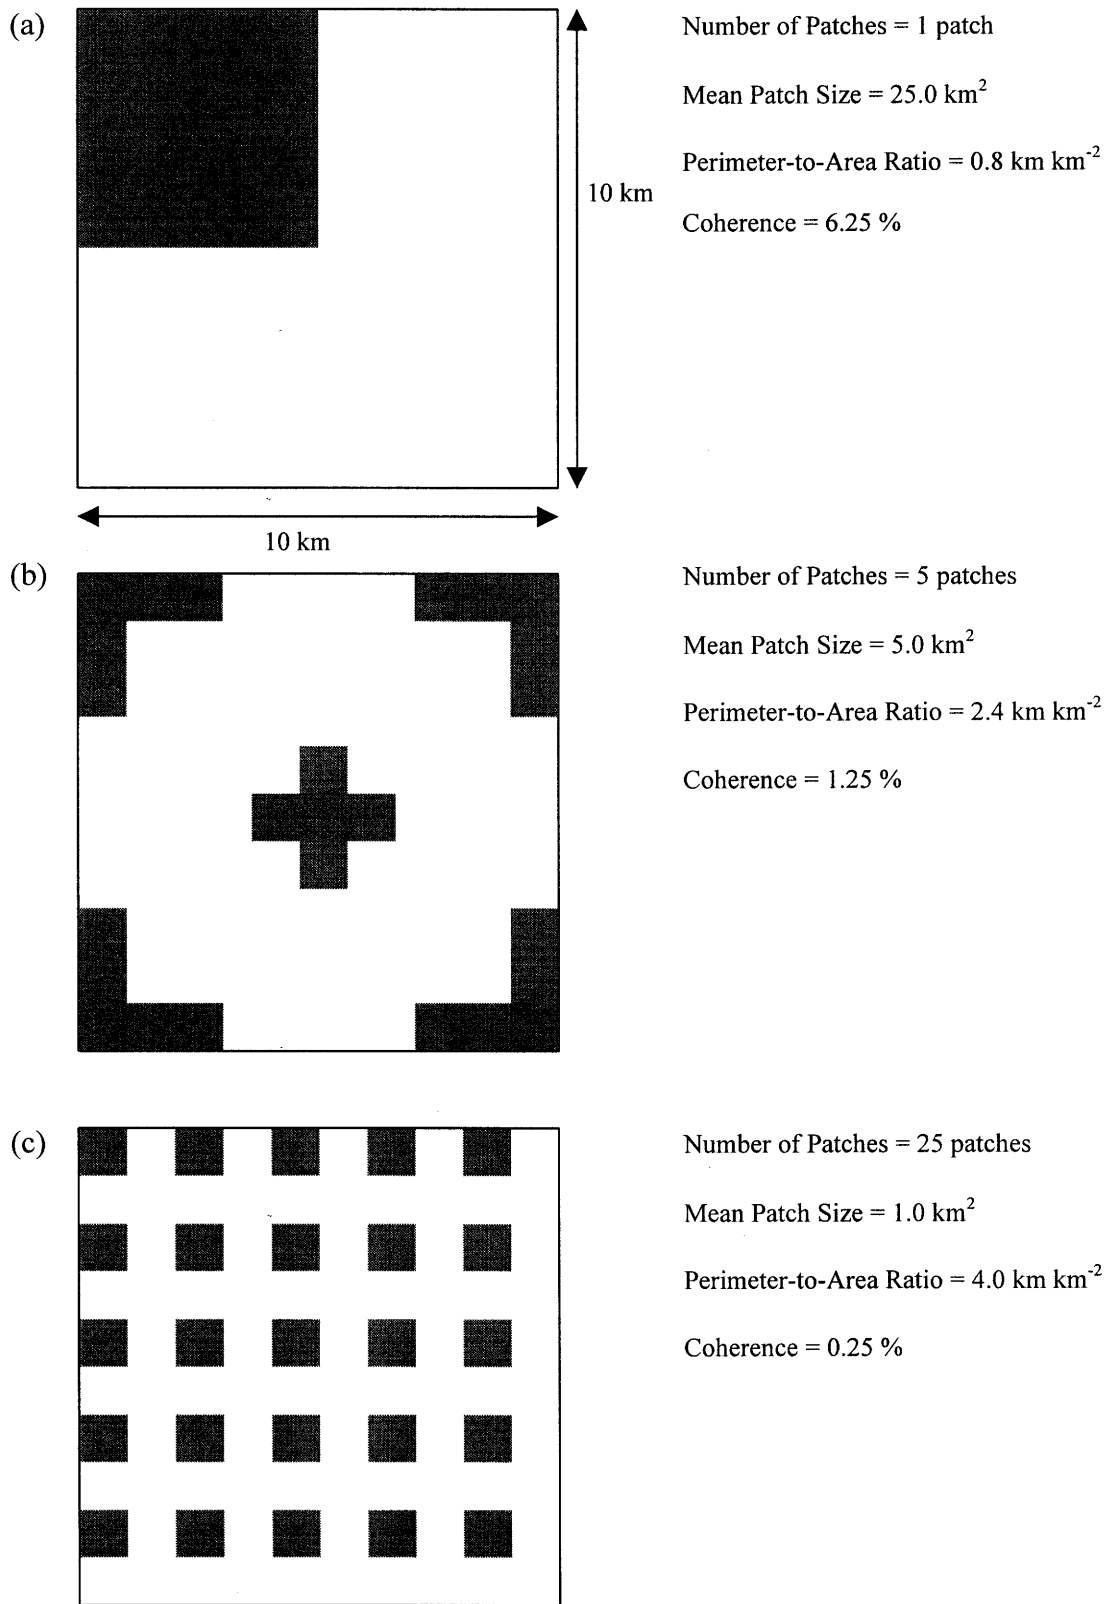 (a)
Number of Patches = 1 patch
Mean Patch Size = 25.0 km²
Perimeter-to-Area Ratio = 0.8 km km⁻²
Coherence = 6.25 %
10 km
10 km
(b)
Number of Patches = 5 patches
Mean Patch Size = 5.0 km²
Perimeter-to-Area Ratio = 2.4 km km⁻²
Coherence = 1.25 %
(c)
Number of Patches = 25 patches
Mean Patch Size = 1.0 km²
Perimeter-to-Area Ratio = 4.0 km km⁻²
Coherence = 0.25 %